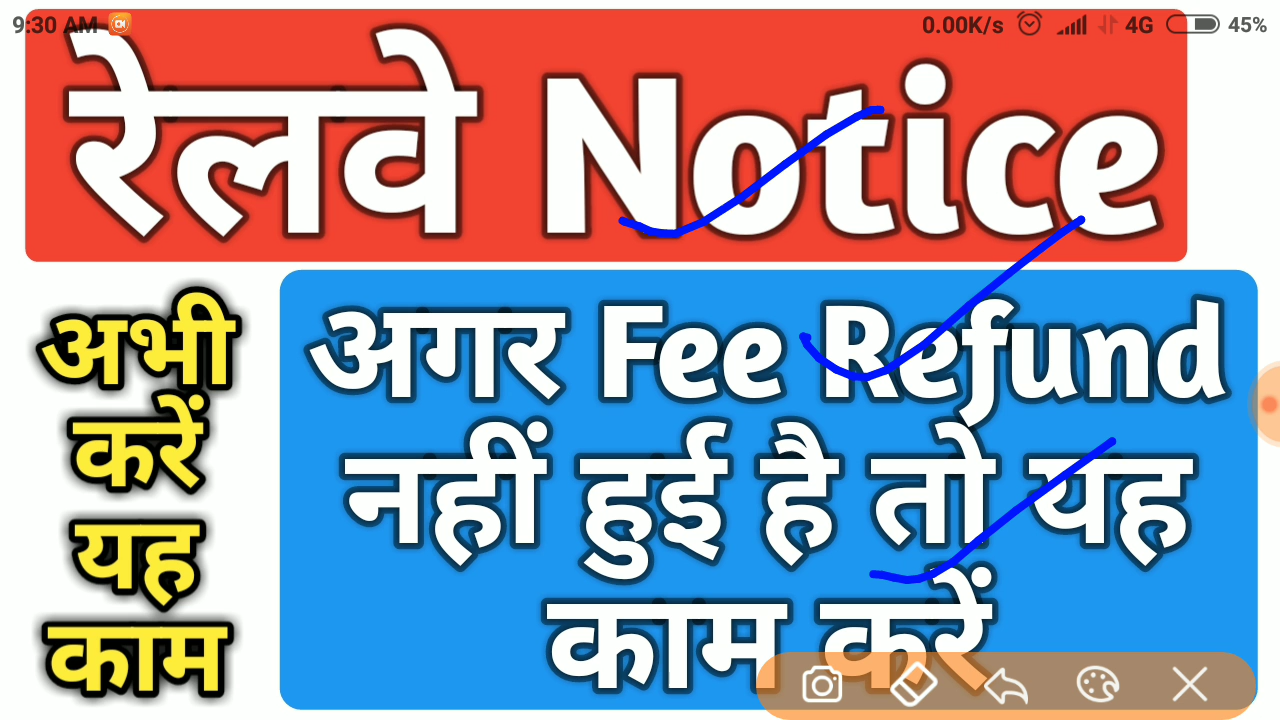 9:30 AM 0.00K/s 4G 45%
रेलवे Notice
अभी
करें
यह
काम
अगर Fee Refund
नहीं हुई है तो यह
काम करें